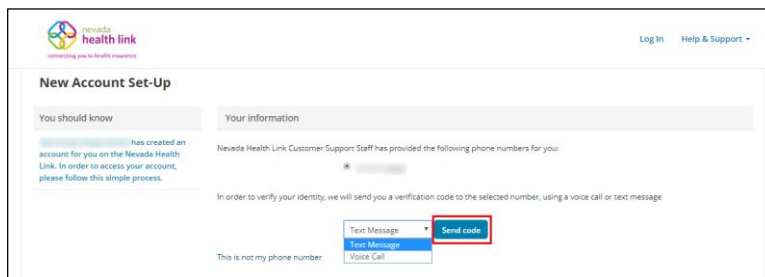 nevada
health link
connecting you to health insurance
Log In Help & Support
New Account Set-Up
You should know
has created an
account for you on the Nevada Health
Link. In order to access your account,
please follow this simple process.
Your information
Nevada Health Link Customer Support Staff has provided the following phone numbers for you:
In order to verify your identity, we will send you a verification code to the selected number, using a voice call or text message
Text Message Send code
Text Message
Voice Call
This is not my phone number